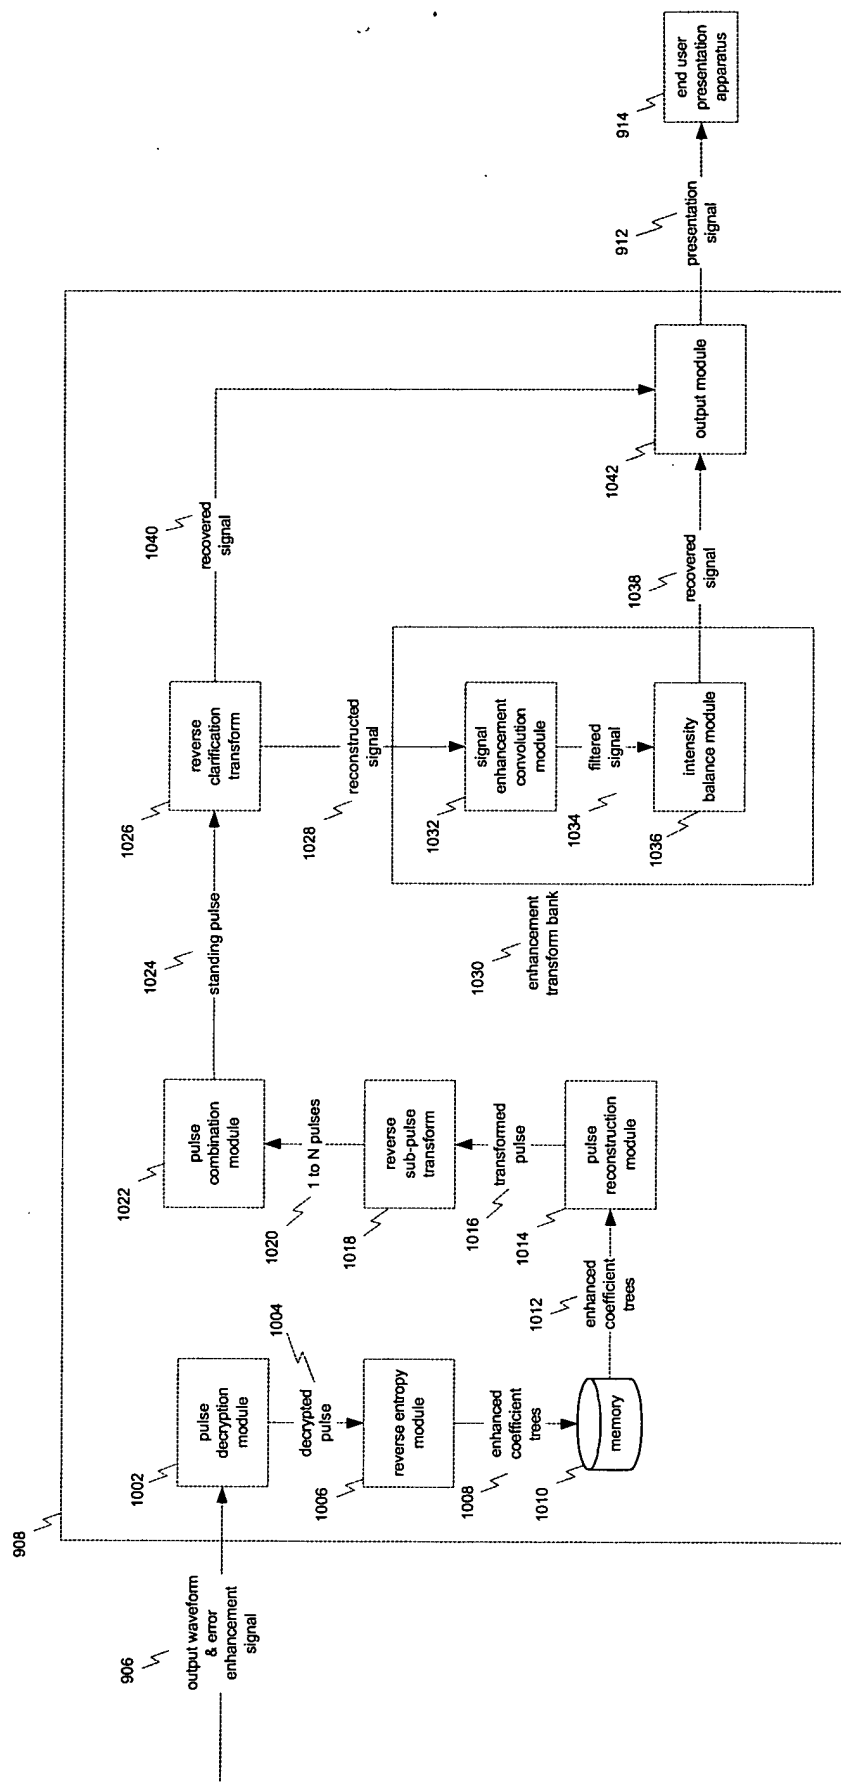 908
906
output waveform
& error
enhancement
signal
1002
pulse
decryption
module
1004
decrypted
pulse
1006
reverse entropy
module
1008
enhanced
coefficient
trees
1010
memory
1012
enhanced
coefficient
trees
1014
pulse
reconstruction
module
1016
transformed
pulse
1018
reverse
sub-pulse
transform
1020
1 to N pulses
1022
pulse
combination
module
1024
standing pulse
1026
reverse
clarification
transform
1028
reconstructed
signal
1030
enhancement
transform bank
1032
signal
enhancement
convolution
module
1034
filtered
signal
1036
intensity
balance module
1038
recovered
signal
1040
recovered
signal
1042
output module
912
presentation
signal
914
end user
presentation
apparatus